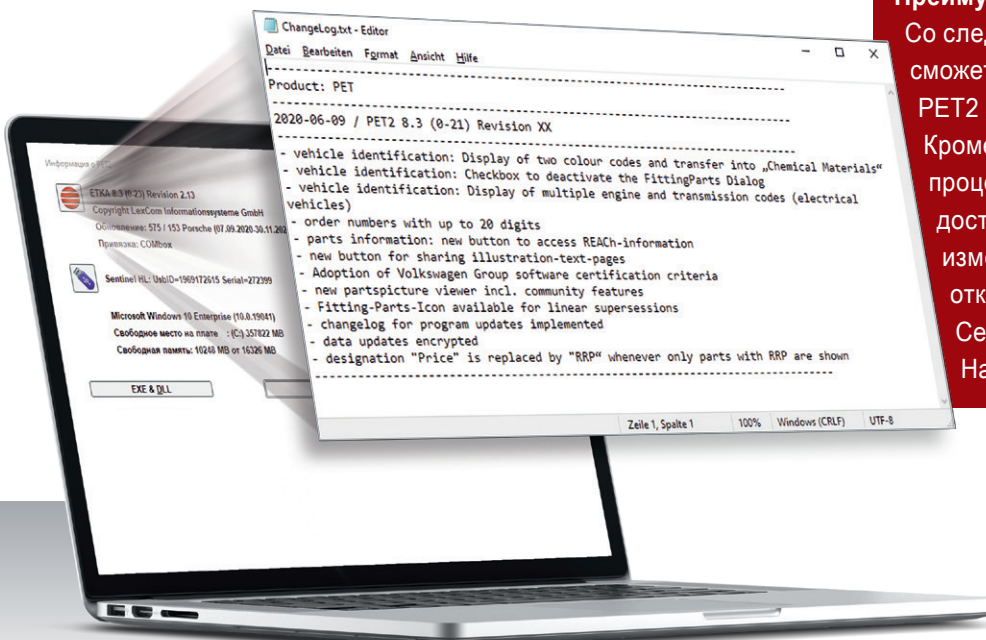 ChangeLog.txt - Editor
Datei Bearbeiten Format Ansicht Hilfe
Product: PET
2020-06-09 / PET2 8.3 (0-21) Revision XX
- vehicle identification: Display of two colour codes and transfer into „Chemical Materials“
- vehicle identification: Checkbox to deactivate the FittingParts Dialog
- vehicle identification: Display of multiple engine and transmission codes (electrical
vehicles)
- order numbers with up to 20 digits
- parts information: new button to access REACh-information
- new button for sharing illustration-text-pages
- Adoption of Volkswagen Group software certification criteria
- new partspicture viewer incl. community features
- Fitting-Parts-Icon available for linear supersessions
- changelog for program updates implemented
- data updates encrypted
- designation "Price" is replaced by "RRP“ whenever only parts with RRP are shown
Zeile 1, Spalte 1 100% Windows (CRLF) UTF-8
Информация о
ETKA 8.3 (0-23) Revision 2.13
Copyright LexCom Informationssysteme GmbH
Обновление: 575 / 153 Porsche (07.09.2020-30.11.202
Привязка: COMbox
Sentinel HL: UsbID=1969172615 Serial=272399
Microsoft Windows 10 Enterprise (10.0.19041)
Свободное место на плате : (C:) 357822 MB
Свободная память: 10248 MB or 16326 MB
EXE & DLL
Со след
сможет
PET2
Кроме
проце
дост
изме
отк
Се
На